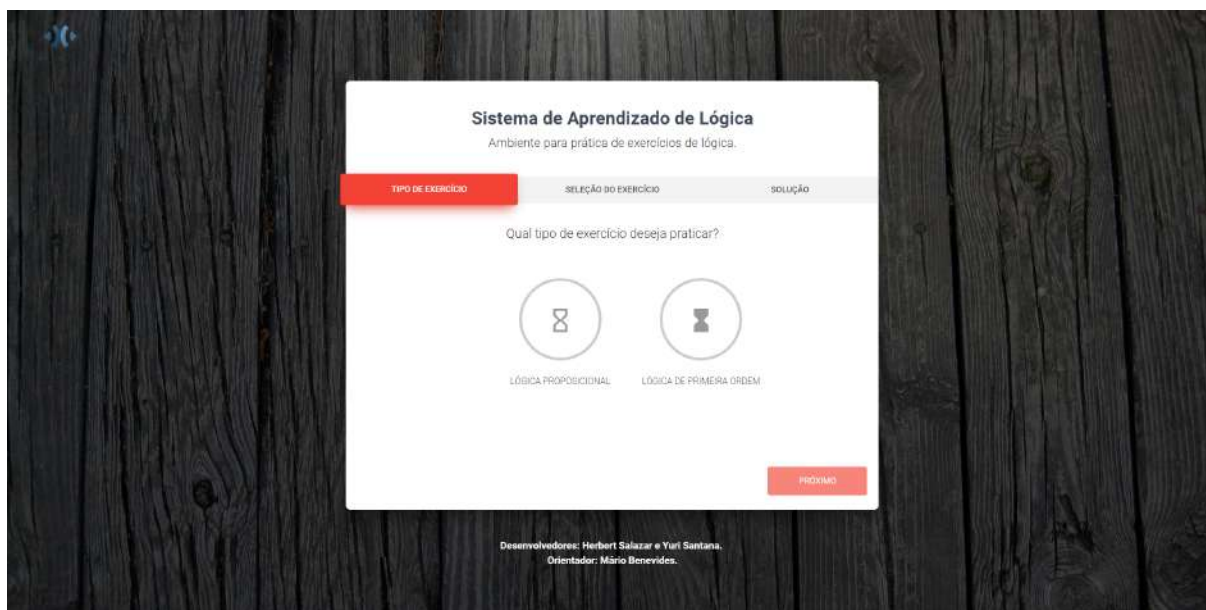 Sistema de Aprendizado de Lógica
Ambiente para prática de exercícios de lógica.
TIPO DE EXERCÍCIO
SELEÇÃO DO EXERCÍCIO
SOLUÇÃO
Qual tipo de exercício deseja praticar?
LÓGICA PROPOSICIONAL
LÓGICA DE PRIMEIRA ORDEM
PRÓXIMO
Desenvolvedores: Herbert Salazar e Yuri Santana.
Orientador: Mário Benevides.